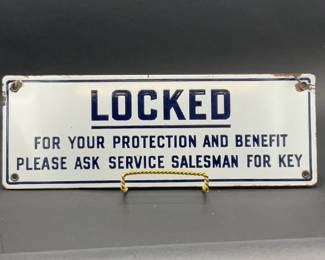 LOCKED
FOR YOUR PROTECTION AND BENEFIT
PLEASE ASK SERVICE SALESMAN FOR KEY